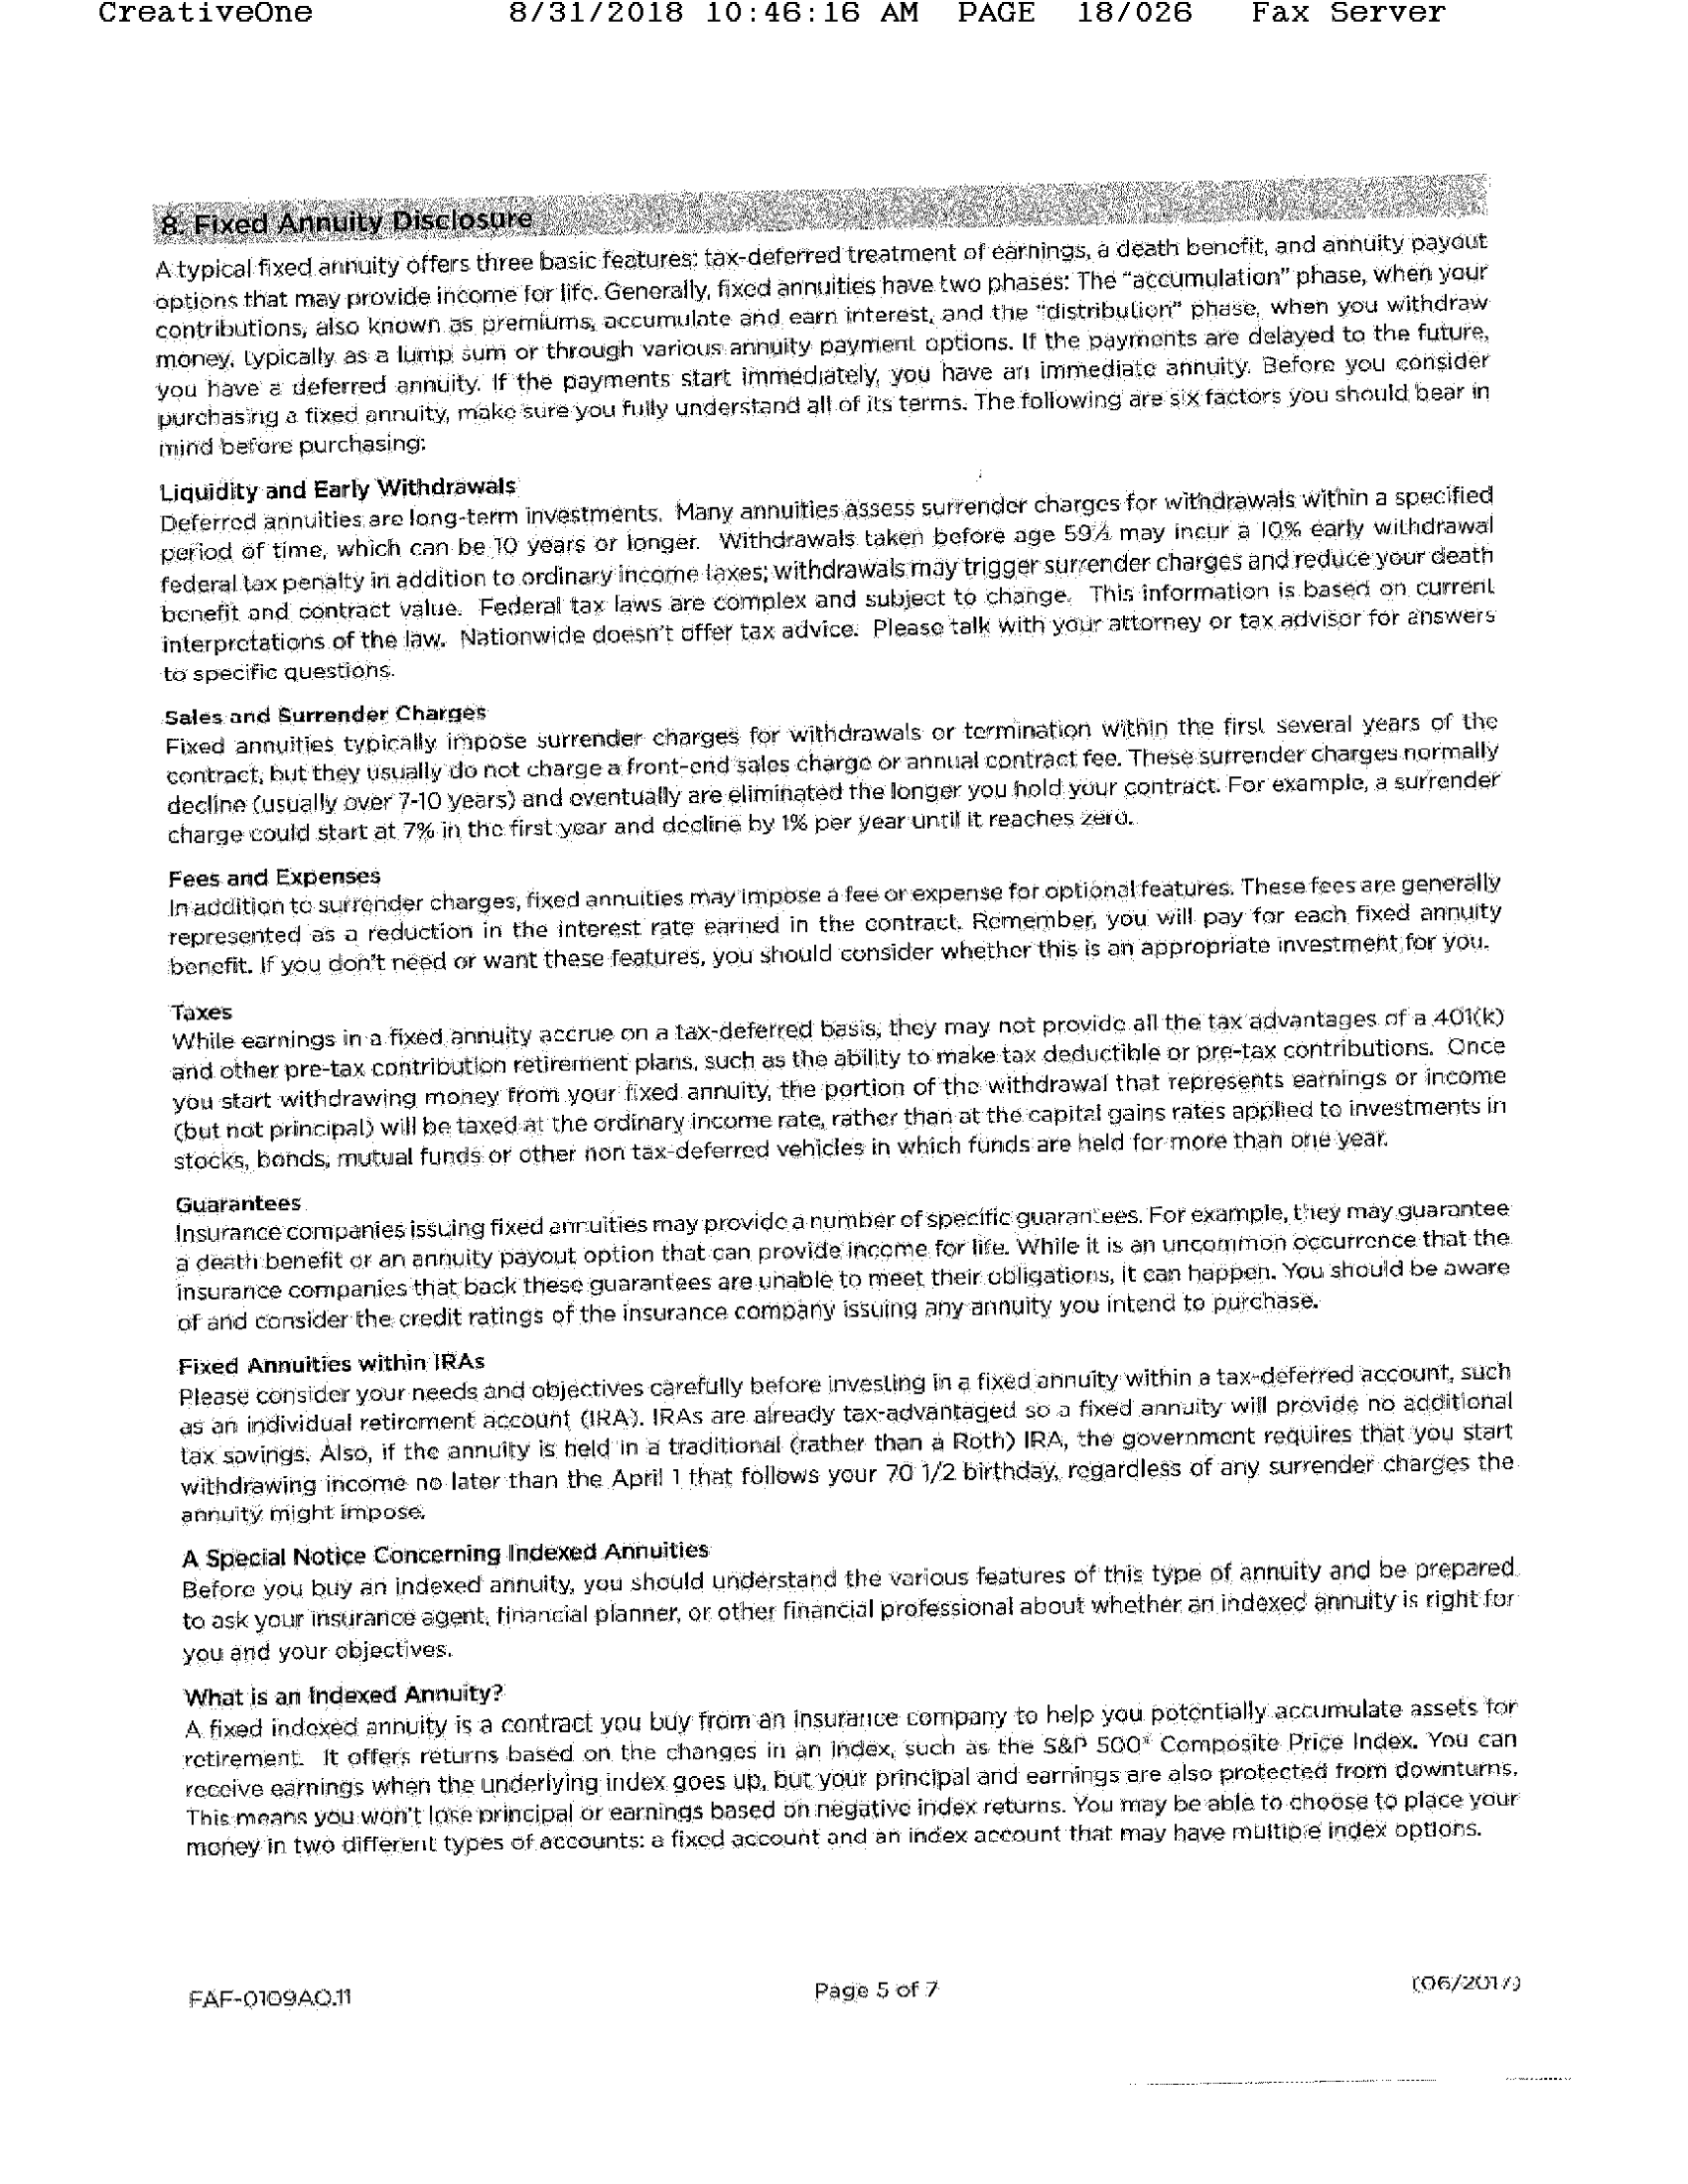 CreativeOne 8/31/2018 10:46:16 AM PAGE 18/026 Fax Server
8. Fixed Annuity Disclosure
A typical fixed annuity offers three basic features: tax-deferred treatment of earnings, a death benefit, and annuity payout
options that may provide income for life. Generally, fixed annuities have two phases: The "accumulation" phase, when your
contributions, also known as premiums, accumulate and earn interest, and the "distribution" phase, when you withdraw
money, typically as a lump sum or through various annuity payment options. If the payments are delayed to the future,
you have a deferred annuity. If the payments start immediately, you have an immediate annuity. Before you consider
purchasing a fixed annuity, make sure you fully understand all of its terms. The following are six factors you should bear in
mind before purchasing:
Liquidity and Early Withdrawals
Deferred annuities are long-term investments. Many annuities assess surrender charges for withdrawals within a specified
period of time, which can be 10 years or longer. Withdrawals taken before age 59½ may incur a 10% early withdrawal
federal tax penalty in addition to ordinary income taxes; withdrawals may trigger surrender charges and reduce your death
benefit and contract value. Federal tax laws are complex and subject to change. This information is based on current
interpretations of the law. Nationwide doesn't offer tax advice. Please talk with your attorney or tax advisor for answers
to specific questions.
Sales and Surrender Charges
Fixed annuities typically impose surrender charges for withdrawals or termination within the first several years of the
contract, but they usually do not charge a front-end sales charge or annual contract fee. These surrender charges normally
decline (usually over 7-10 years) and eventually are eliminated the longer you hold your contract. For example, a surrender
charge could start at 7% in the first year and decline by 1% per year until it reaches zero.
Fees and Expenses
In addition to surrender charges, fixed annuities may impose a fee or expense for optional features. These fees are generally
represented as a reduction in the interest rate earned in the contract. Remember, you will pay for each fixed annuity
benefit. If you don't need or want these features, you should consider whether this is an appropriate investment for you.
Taxes
While earnings in a fixed annuity accrue on a tax-deferred basis, they may not provide all the tax advantages of a 401(k)
and other pre-tax contribution retirement plans, such as the ability to make tax deductible or pre-tax contributions. Once
you start withdrawing money from your fixed annuity, the portion of the withdrawal that represents earnings or income
(but not principal) will be taxed at the ordinary income rate, rather than at the capital gains rates applied to investments in
stocks, bonds, mutual funds or other non tax-deferred vehicles in which funds are held for more than one year.
Guarantees
Insurance companies issuing fixed annuities may provide a number of specific guarantees. For example, they may guarantee
a death benefit or an annuity payout option that can provide income for life. While it is an uncommon occurrence that the
insurance companies that back these guarantees are unable to meet their obligations, it can happen. You should be aware
of and consider the credit ratings of the insurance company issuing any annuity you intend to purchase.
Fixed Annuities within IRAs
Please consider your needs and objectives carefully before investing in a fixed annuity within a tax-deferred account, such
as an individual retirement account (IRA). IRAs are already tax-advantaged so a fixed annuity will provide no additional
tax savings. Also, if the annuity is held in a traditional (rather than a Roth) IRA, the government requires that you start
withdrawing income no later than the April 1 that follows your 70 1/2 birthday, regardless of any surrender charges the
annuity might impose.
A Special Notice Concerning Indexed Annuities
Before you buy an indexed annuity, you should understand the various features of this type of annuity and be prepared
to ask your insurance agent, financial planner, or other financial professional about whether an indexed annuity is right for
you and your objectives.
What is an Indexed Annuity?
A fixed indexed annuity is a contract you buy from an insurance company to help you potentially accumulate assets for
retirement. It offers returns based on the changes in an index, such as the S&P 500® Composite Price Index. You can
receive earnings when the underlying index goes up, but your principal and earnings are also protected from downturns.
This means you won't lose principal or earnings based on negative index returns. You may be able to choose to place your
money in two different types of accounts: a fixed account and an index account that may have multiple index options.
FAF-0109AO.11 Page 5 of 7 (06/2017)